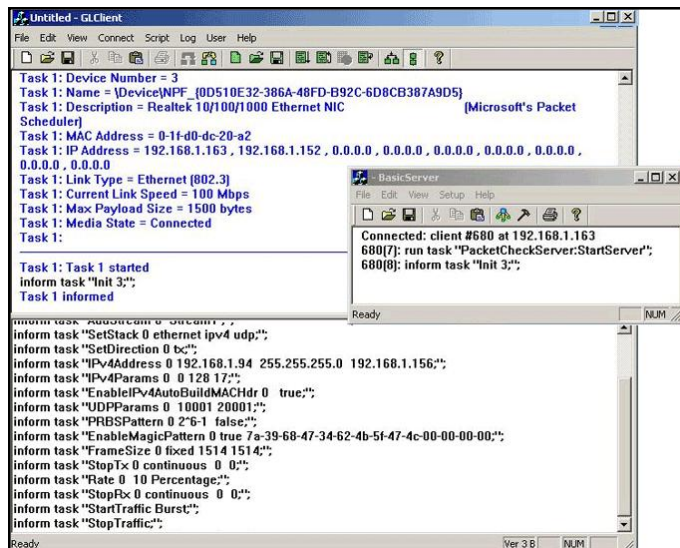 Untitled - GLClient
File Edit View Connect Script Log User Help
Task 1: Device Number = 3
Task 1: Name = \Device\NPF_{0D510E32-386A-48FD-B92C-6D8CB387A9D5}
Task 1: Description = Realtek 10/100/1000 Ethernet NIC (Microsoft's Packet
Scheduler)
Task 1: MAC Address = 0-1f-d0-dc-20-a2
Task 1: IP Address = 192.168.1.163 , 192.168.1.152 , 0.0.0.0 , 0.0.0.0 , 0.0.0.0 , 0.0.0.0 , 0.0.0.0 ,
0.0.0.0 , 0.0.0.0
Task 1: Link Type = Ethernet (802.3)
Task 1: Current Link Speed = 100 Mbps
Task 1: Max Payload Size = 1500 bytes
Task 1: Media State = Connected
Task 1:
Task 1: Task 1 started
inform task "Init 3;";
Task 1 informed
- BasicServer
File Edit View Setup Help
Connected: client #680 at 192.168.1.163
680[7]: run task "PacketCheckServer:StartServer";
680[8]: inform task "Init 3;";
Ready NUM
inform task "AddStream 0 Stream1 ;";
inform task "SetStack 0 ethernet ipv4 udp;";
inform task "SetDirection 0 tx;";
inform task "IPv4Address 0 192.168.1.94 255.255.255.0 192.168.1.156;";
inform task "IPv4Params 0 0 128 17;";
inform task "EnableIPv4AutoBuildMACHdr 0 true;";
inform task "UDPParams 0 10001 20001;";
inform task "PRBSPattern 0 2^6-1 false;";
inform task "EnableMagicPattern 0 true 7a-39-68-47-34-62-4b-5f-47-4c-00-00-00-00;";
inform task "FrameSize 0 fixed 1514 1514;";
inform task "StopTx 0 continuous 0 0;";
inform task "Rate 0 10 Percentage;";
inform task "StopRx 0 continuous 0 0;";
inform task "StartTraffic Burst;";
inform task "StopTraffic;";
Ready Ver 3 B NUM